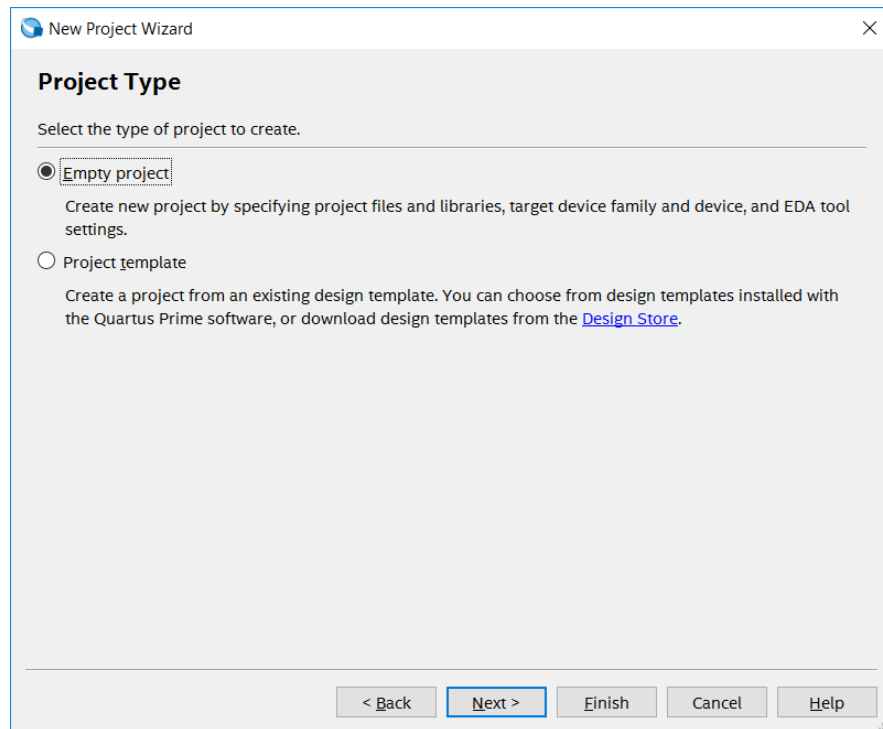 New Project Wizard
Project Type
Select the type of project to create.
Empty project
Create new project by specifying project files and libraries, target device family and device, and EDA tool
settings.
Project template
Create a project from an existing design template. You can choose from design templates installed with
the Quartus Prime software, or download design templates from the Design Store.
< Back Next > Finish Cancel Help